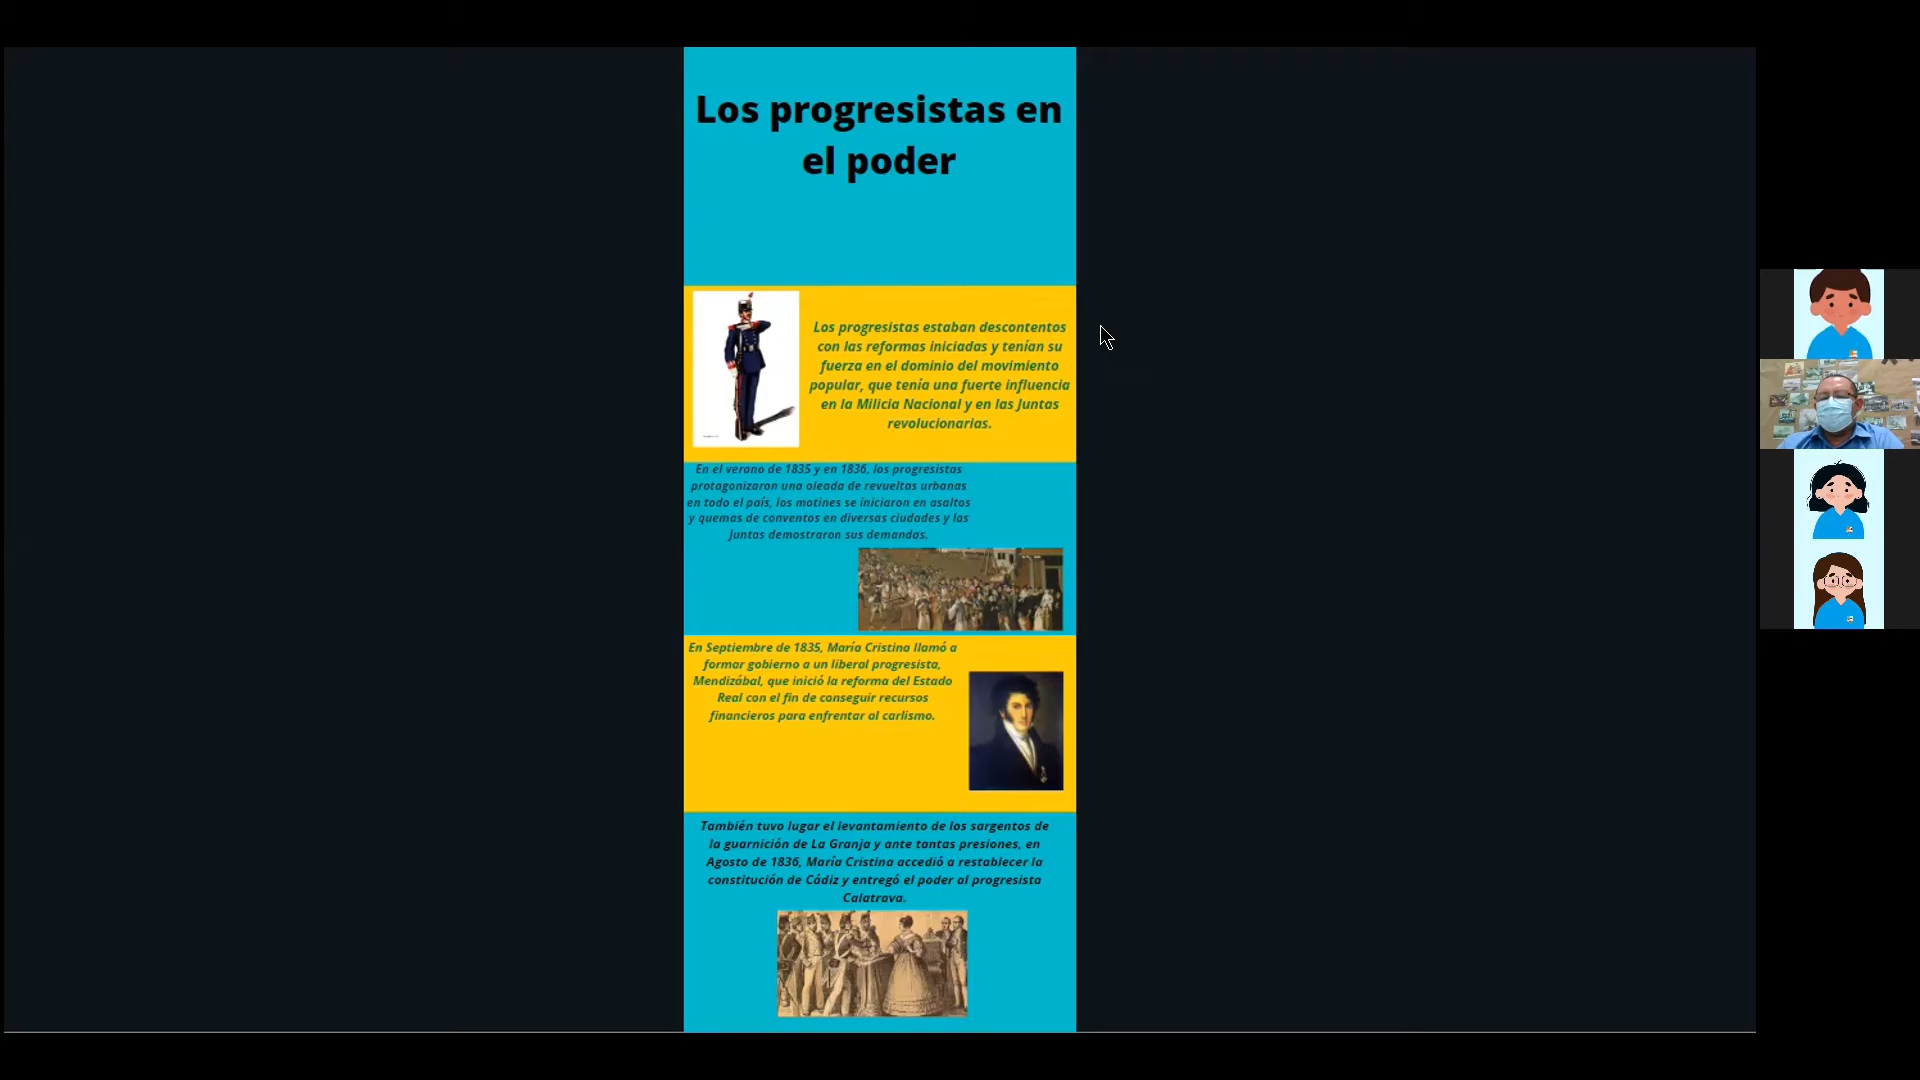 Los progresistas en
el poder
Los progresistas estaban descontentos
con las reformas iniciadas y tenían su
fuerza en el dominio del movimiento
popular, que tenía una fuerte influencia
en la Milicia Nacional y en las Juntas
revolucionarias.
En el verano de 1835 y en 1836, los progresistas
protagonizaron una oleada de revueltas urbanas
en todo el país, los motines se iniciaron en asaltos
y quemas de conventos en diversas ciudades y las
Juntas demostraron sus demandas.
En Septiembre de 1835, María Cristina llamó a
formar gobierno a un liberal progresista,
Mendizábal, que inició la reforma del Estado
Real con el fin de conseguir recursos
financieros para enfrentar al carlismo.
También tuvo lugar el levantamiento de los sargentos de
la guarnición de La Granja y ante tantas presiones, en
Agosto de 1836, María Cristina accedió a restablecer la
constitución de Cádiz y entregó el poder al progresista
Calatrava.